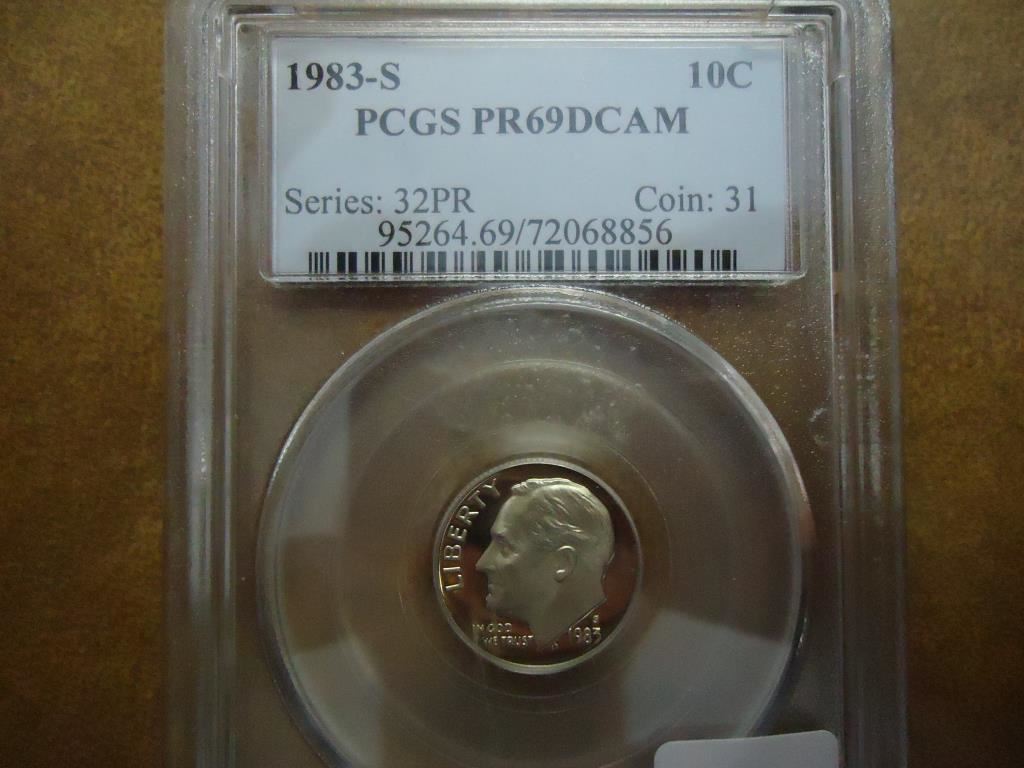 1983-S 10C
PCGS PR69DCAM
Series: 32PR Coin: 31
95264.69/72068856
LIBERTY
IN GOD
WE TRUST
S
1983